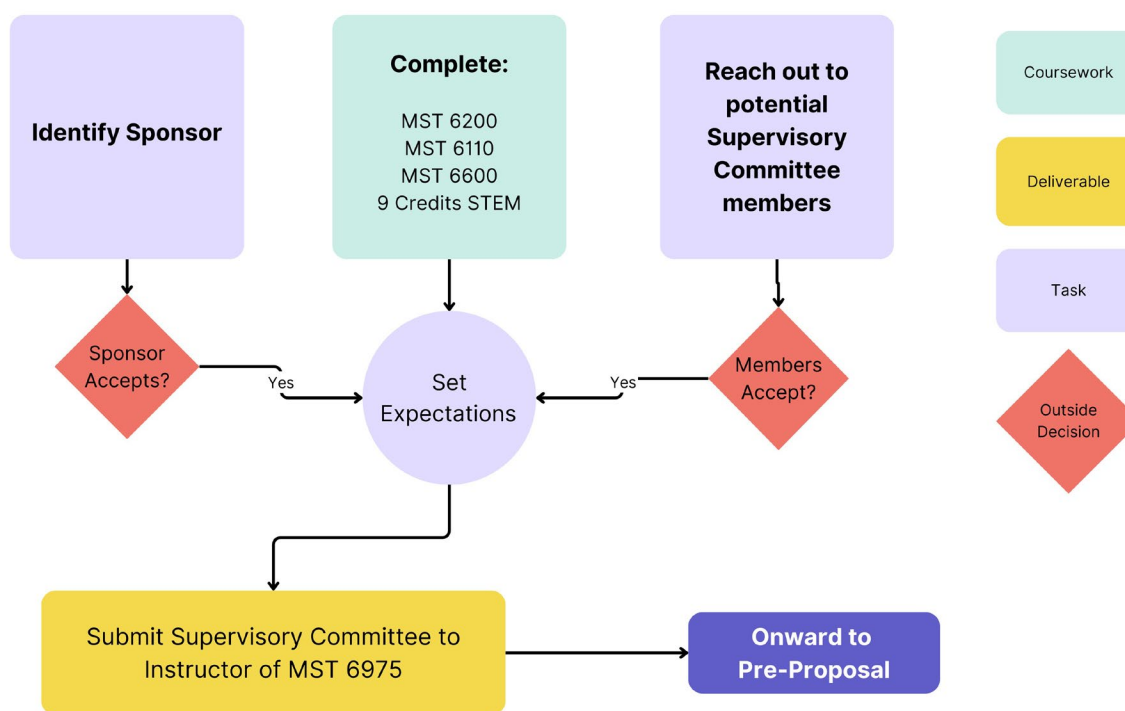 Identify Sponsor
Complete:
MST 6200
MST 6110
MST 6600
9 Credits STEM
Reach out to
potential
Supervisory
Committee
members
Coursework
Deliverable
Task
Outside
Decision
Sponsor
Accepts?
Yes
Set
Expectations
Yes
Members
Accept?
Submit Supervisory Committee to
Instructor of MST 6975
Onward to
Pre-Proposal